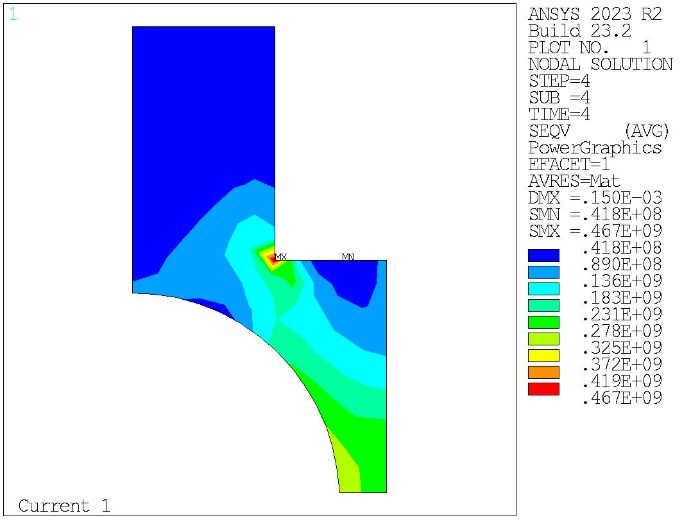 1
ANSYS 2023 R2
Build 23.2
PLOT NO. 1
NODAL SOLUTION
STEP=4
SUB =4
TIME=4
SEQV (AVG)
PowerGraphics
EFACET=1
AVRES=Mat
DMX =.150E-03
SMN =.418E+08
SMX =.467E+09
.418E+08
.890E+08
.136E+09
.183E+09
.231E+09
.278E+09
.325E+09
.372E+09
.419E+09
.467E+09
MX
MN
Current 1